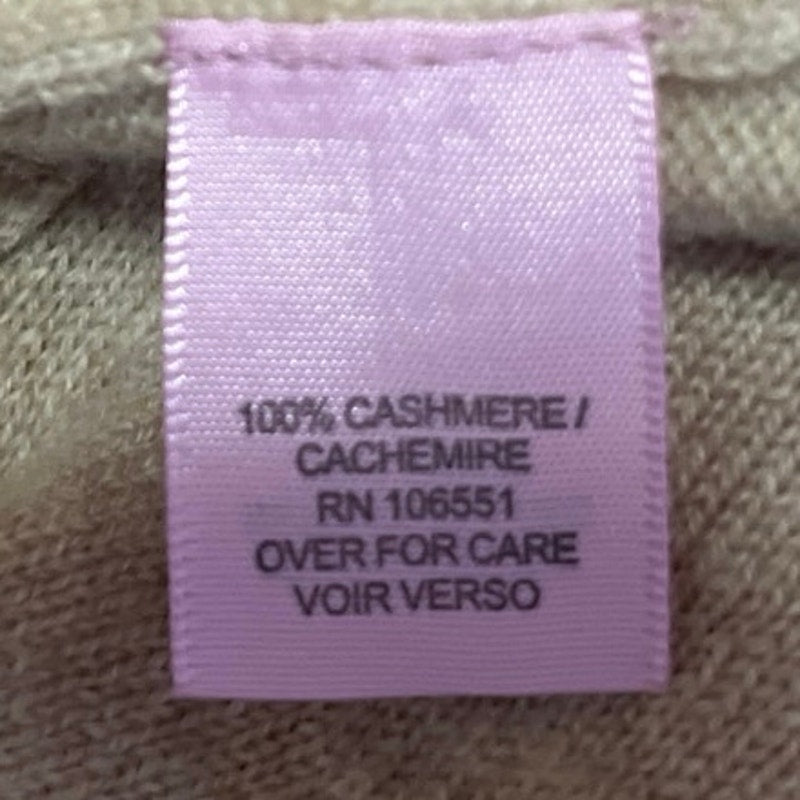 100% CASHMERE /
CACHEMIRE
RN 106551
OVER FOR CARE
VOIR VERSO